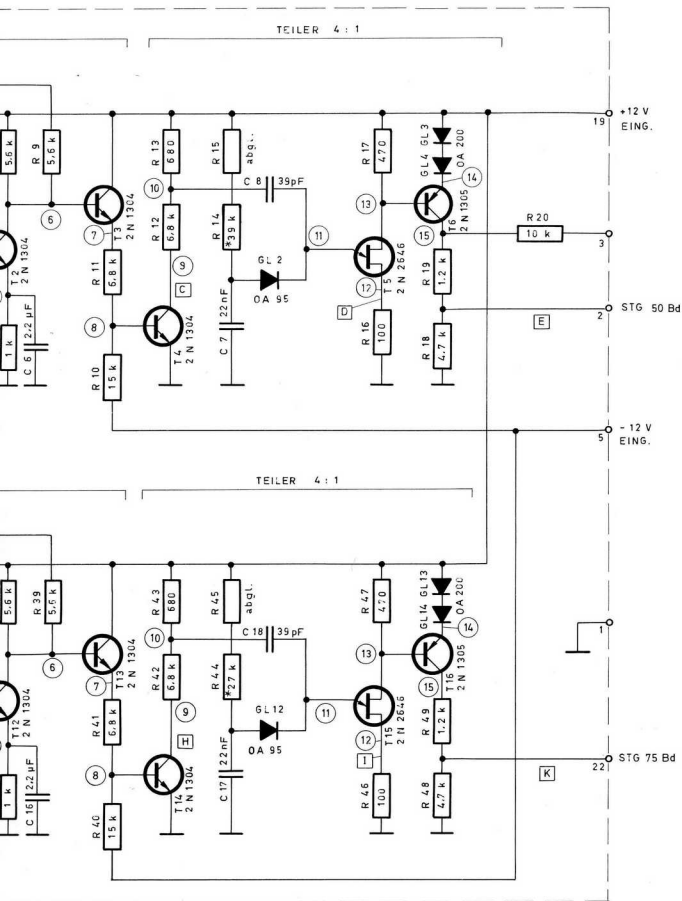 TEILER 4 : 1
+12 V
19
EING.
5,6 k
R 9
5,6 k
R 13
680
R 15
abgl.
R 17
470
GL 3
GL 4
OA 200
14
10
C 8
39pF
13
T 6
2 N 1305
6
T 3
2 N 1304
7
R 12
6,8 k
R 14
*39 k
11
15
R 20
10 k
3
T 2
2 N 1304
R 11
6,8 k
9
C
GL 2
OA 95
12
T 5
2 N 2646
D
R 19
1,2 k
2
STG 50 Bd
E
8
T 4
2 N 1304
C 7
22nF
R 16
100
R 18
4,7 k
1 k
C 6
2,2 µF
R 10
15 k
- 12 V
5
EING.
TEILER 4 : 1
5,6 k
R 39
5,6 k
R 43
680
R 45
abgl.
R 47
470
GL 13
GL14
OA 200
14
1
10
C 18
39 pF
13
T 16
2 N 1305
6
T 13
2 N 1304
7
R 42
6,8 k
R 44
*27 k
11
15
T 12
2 N 1304
R 41
6,8 k
9
H
GL 12
OA 95
12
T 15
2 N 2646
I
R 49
1,2 k
22
STG 75 Bd
K
8
T 14
2 N 1304
C 17
22nF
R 46
100
R 48
4,7 k
1 k
C 16
2,2 µF
R 40
15 k